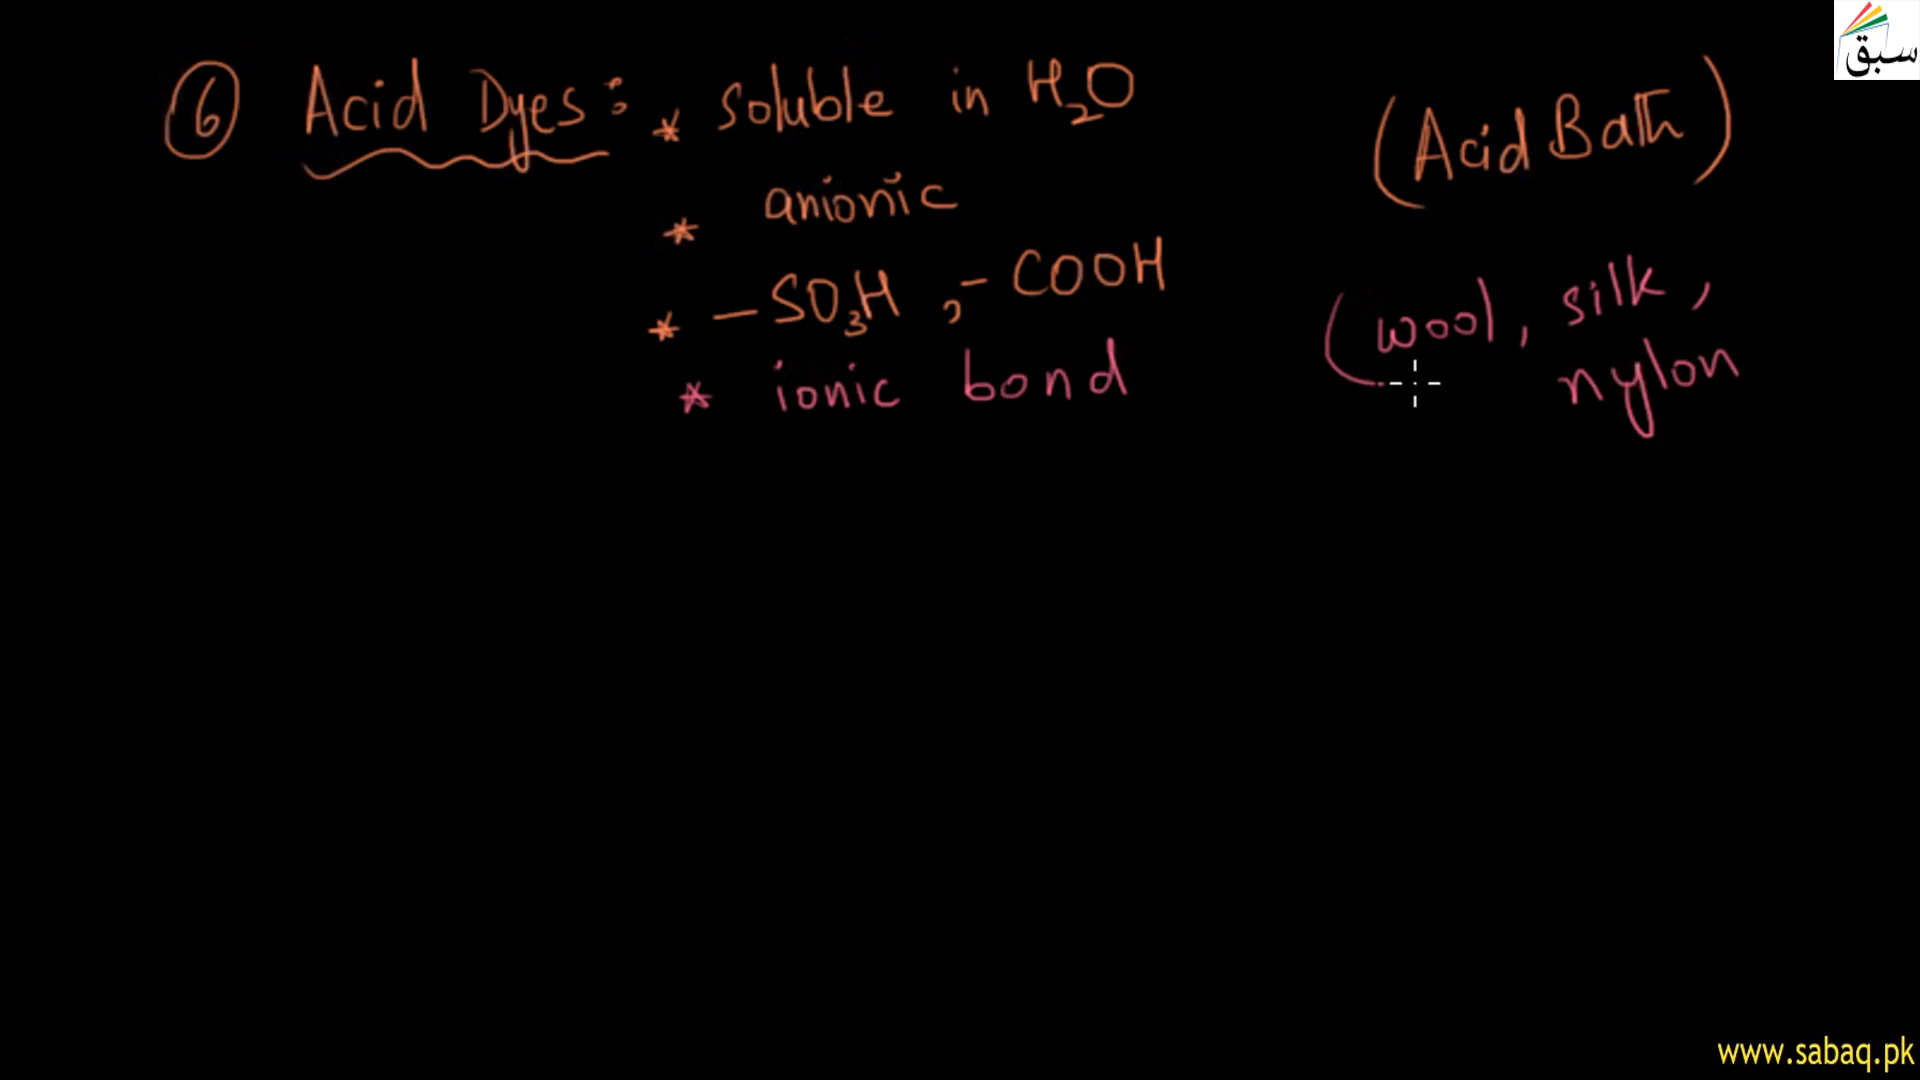 سبق
6 Acid Dyes : * soluble in H₂O (Acid Bath)
* anionic
* – SO₃H , – COOH (wool, silk,
* ionic bond nylon
www.sabaq.pk